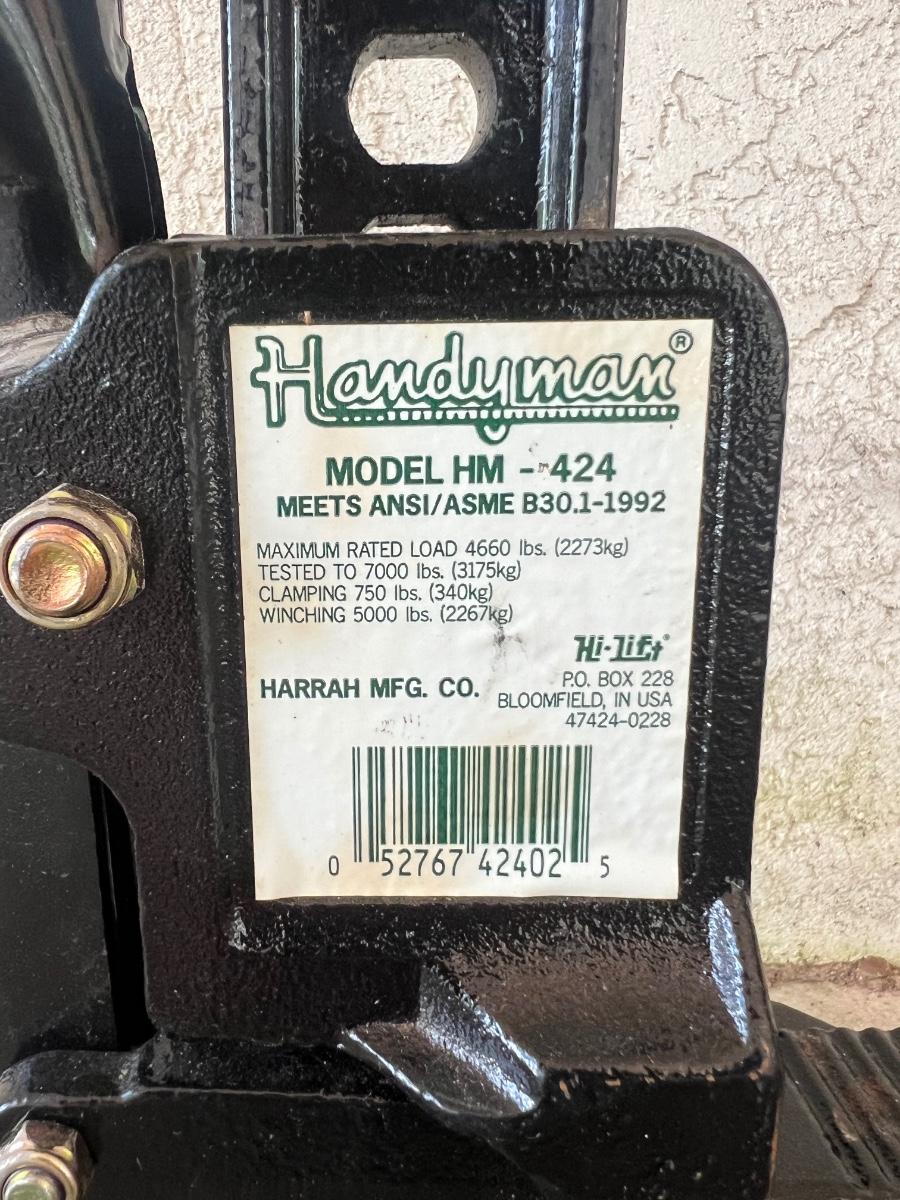 Handyman®
MODEL HM - 424
MEETS ANSI/ASME B30.1-1992
MAXIMUM RATED LOAD 4660 lbs. (2273kg)
TESTED TO 7000 lbs. (3175kg)
CLAMPING 750 lbs. (340kg)
WINCHING 5000 lbs. (2267kg)
Hi-Lift®
HARRAH MFG. CO.
P.O. BOX 228
BLOOMFIELD, IN USA
47424-0228
0 52767 42402 5